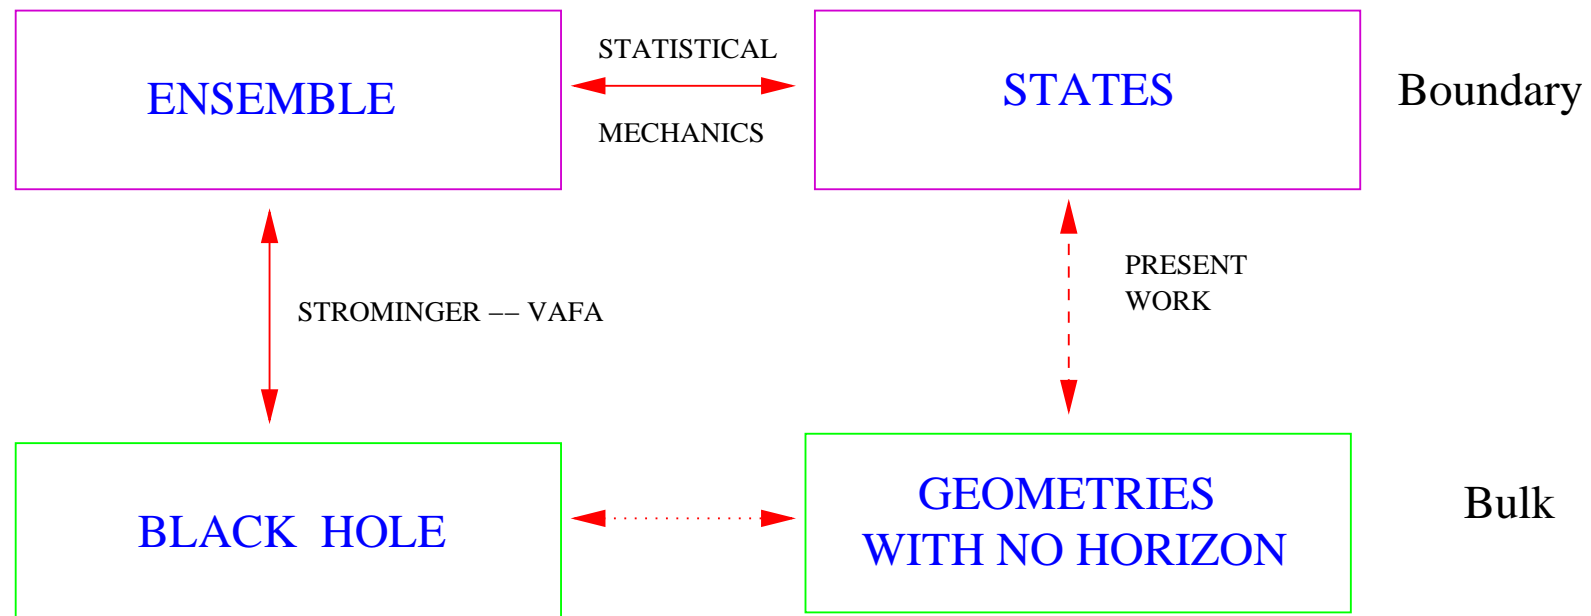 ENSEMBLE
STATISTICAL
MECHANICS
STATES
Boundary
STROMINGER –– VAFA
PRESENT
WORK
BLACK HOLE
GEOMETRIES
WITH NO HORIZON
Bulk